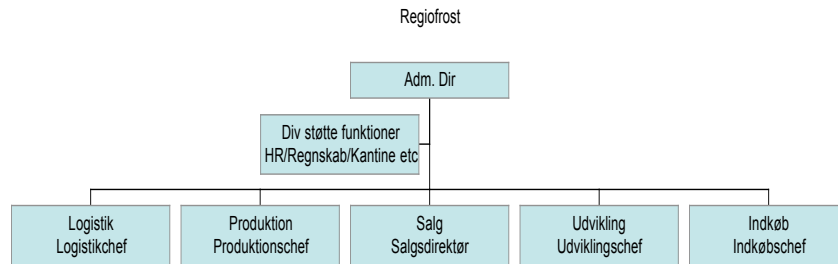 Regiofrost
Adm. Dir
Div støtte funktioner
HR/Regnskab/Kantine etc
Logistik
Logistikchef
Produktion
Produktionschef
Salg
Salgsdirektør
Udvikling
Udviklingschef
Indkøb
Indkøbschef